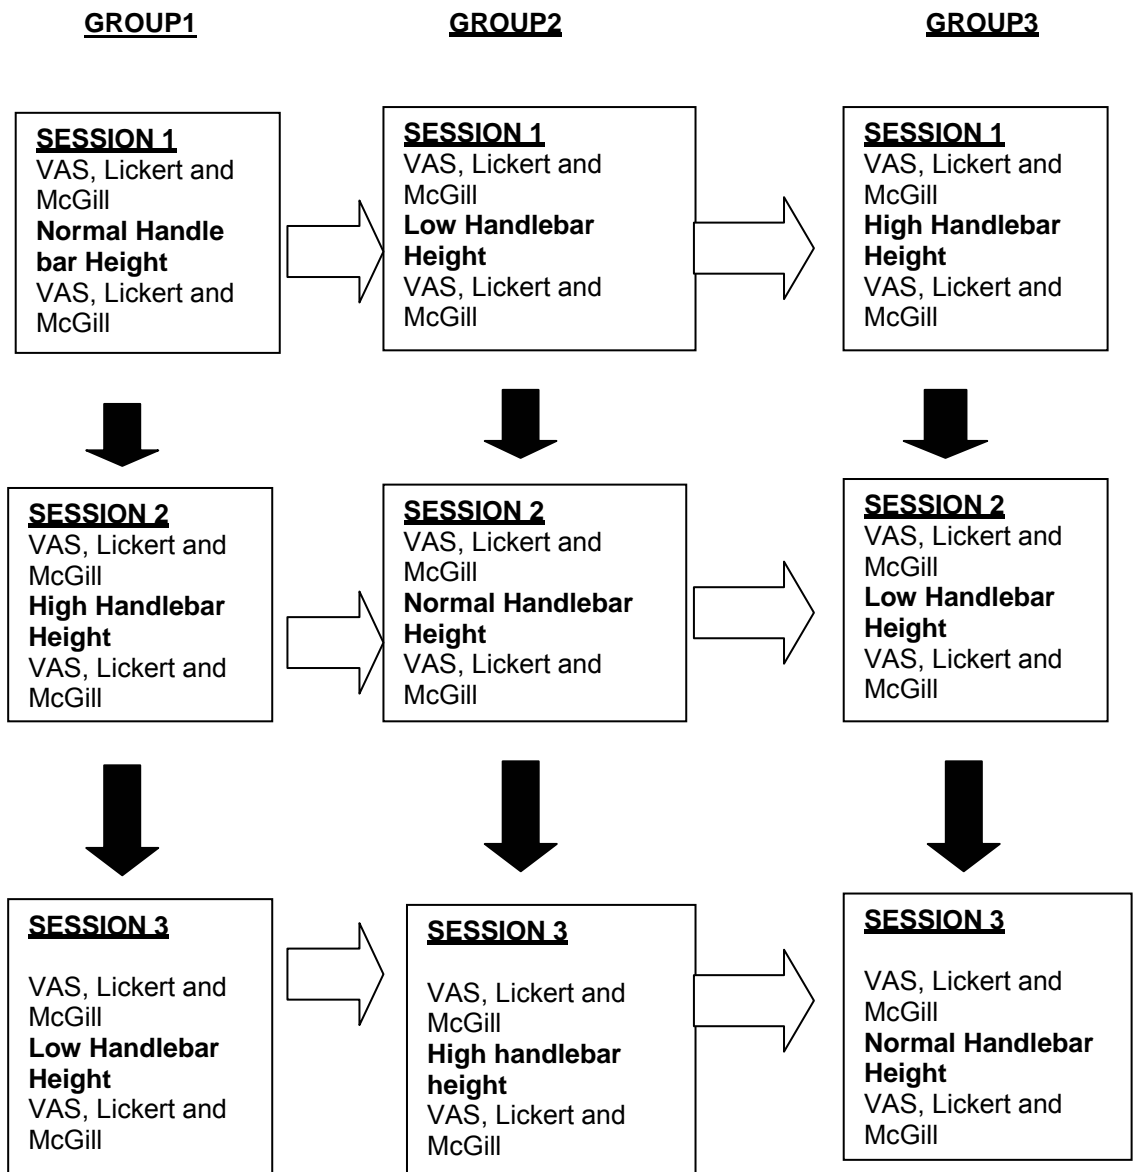 GROUP1
GROUP2
GROUP3
SESSION 1
VAS, Lickert and
McGill
Normal Handle
bar Height
VAS, Lickert and
McGill
SESSION 1
VAS, Lickert and
McGill
Low Handlebar
Height
VAS, Lickert and
McGill
SESSION 1
VAS, Lickert and
McGill
High Handlebar
Height
VAS, Lickert and
McGill
SESSION 2
VAS, Lickert and
McGill
High Handlebar
Height
VAS, Lickert and
McGill
SESSION 2
VAS, Lickert and
McGill
Normal Handlebar
Height
VAS, Lickert and
McGill
SESSION 2
VAS, Lickert and
McGill
Low Handlebar
Height
VAS, Lickert and
McGill
SESSION 3
VAS, Lickert and
McGill
Low Handlebar
Height
VAS, Lickert and
McGill
SESSION 3
VAS, Lickert and
McGill
High handlebar
height
VAS, Lickert and
McGill
SESSION 3
VAS, Lickert and
McGill
Normal Handlebar
Height
VAS, Lickert and
McGill